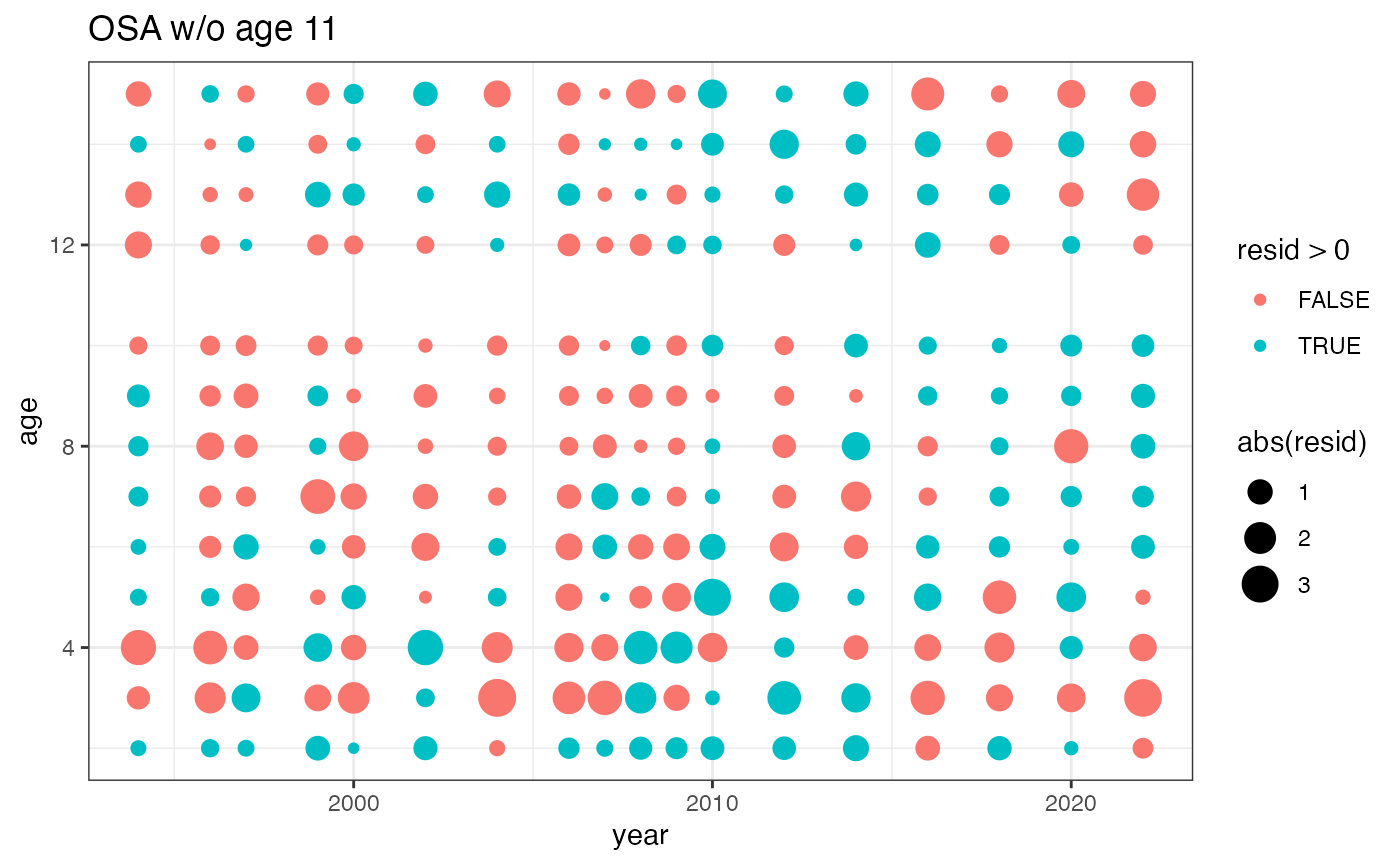 OSA w/o age 11
12
8
4
age
2000 2010 2020
year
resid > 0
FALSE
TRUE
abs(resid)
1
2
3